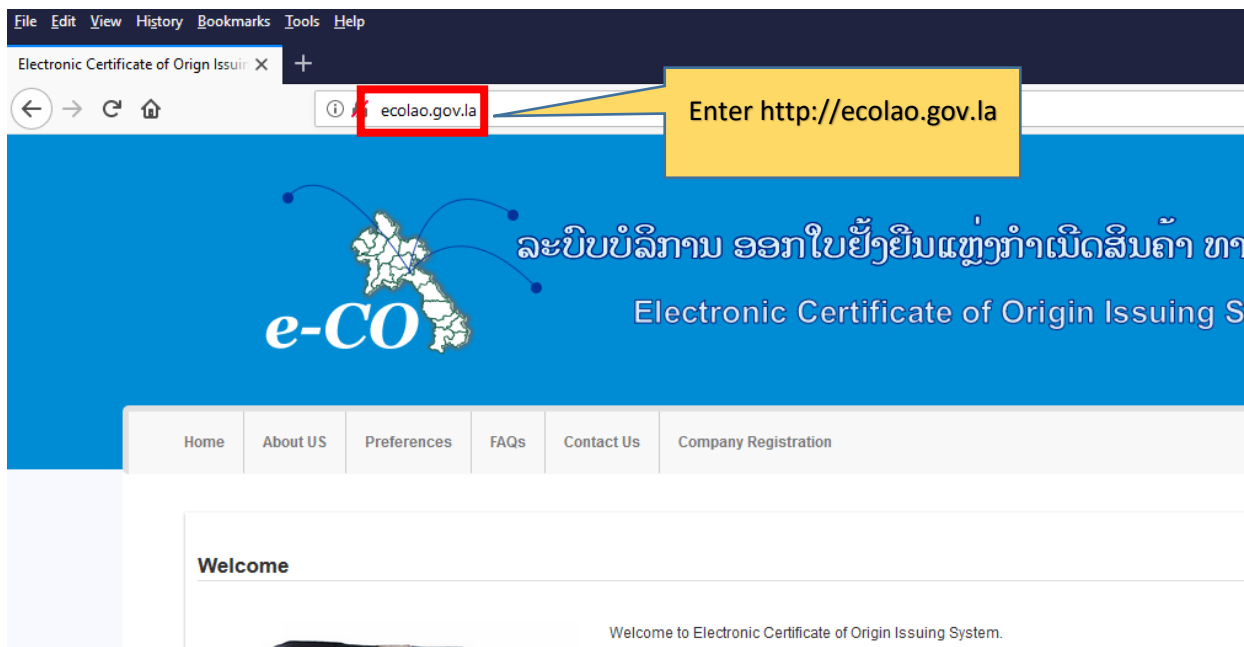 File Edit View History Bookmarks Tools Help
Electronic Certificate of Orign Issuin
ecolao.gov.la
Enter http://ecolao.gov.la
ລະບົບບໍລິການ ອອກໃບຢັ້ງຢືນແຫຼ່ງກຳເນີດສິນຄ້າ ທາ
e-CO
Electronic Certificate of Origin Issuing S
Home About US Preferences FAQs Contact Us Company Registration
Welcome
Welcome to Electronic Certificate of Origin Issuing System.